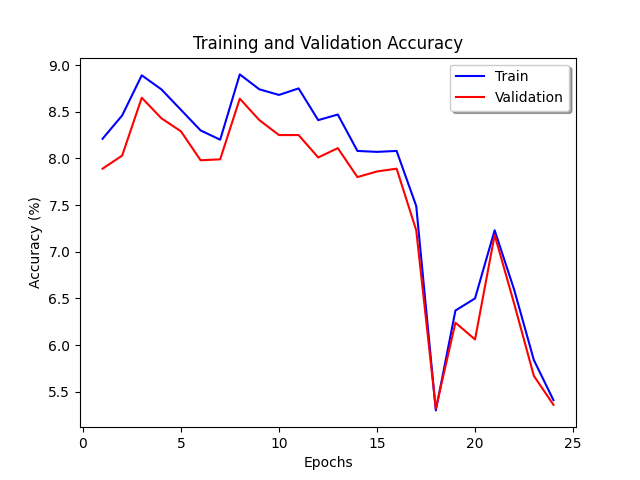 Training and Validation Accuracy
Train
Validation
Accuracy (%)
9.0
8.5
8.0
7.5
7.0
6.5
6.0
5.5
0 5 10 15 20 25
Epochs